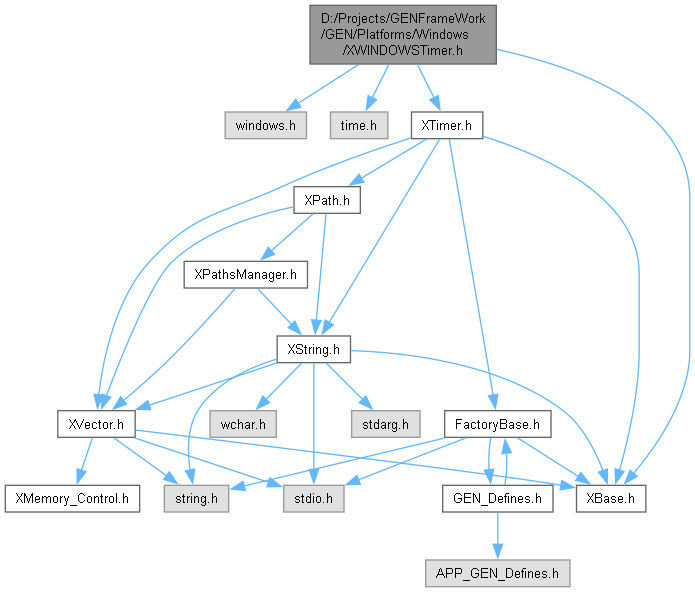 D:/Projects/GENFrameWork
/GEN/Platforms/Windows
/XWINDOWSTimer.h
windows.h
time.h
XTimer.h
XPath.h
XPathsManager.h
XString.h
XVector.h
wchar.h
stdarg.h
FactoryBase.h
XMemory_Control.h
string.h
stdio.h
GEN_Defines.h
XBase.h
APP_GEN_Defines.h